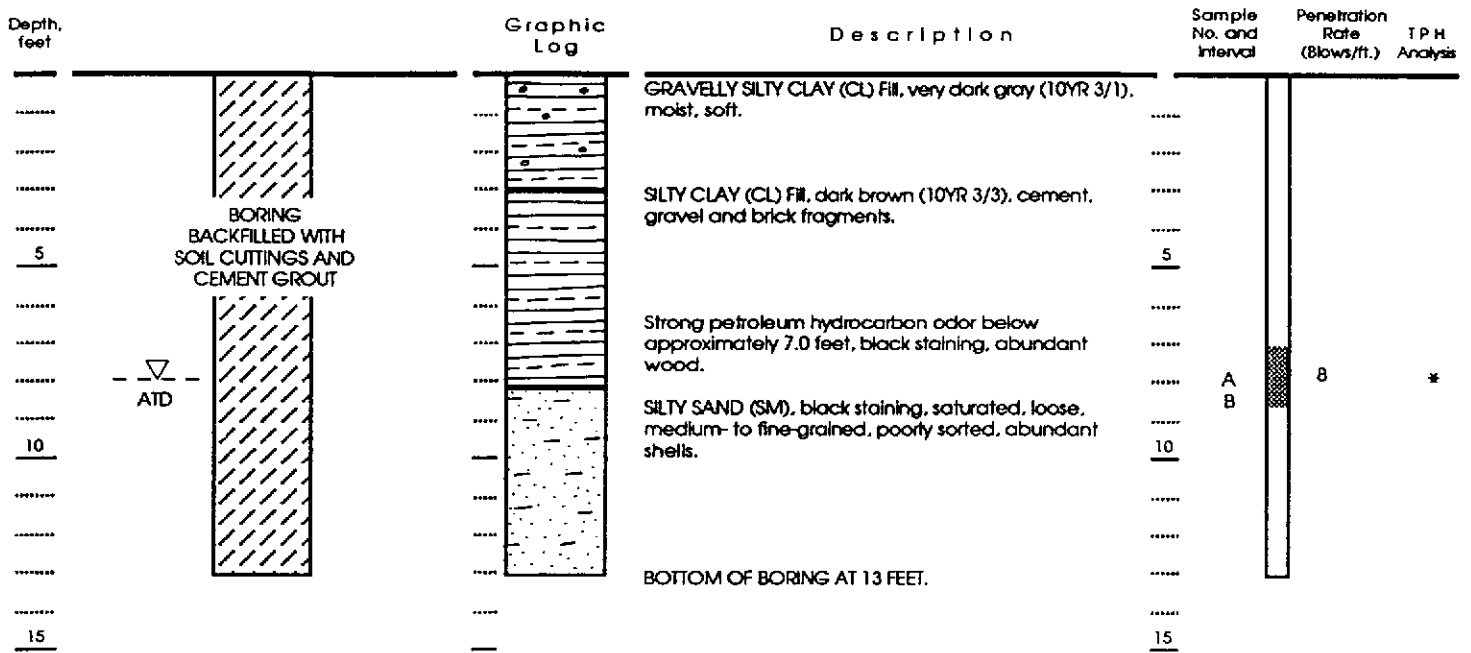 Depth,
feet
Graphic
Log
Description
Sample
No. and
Interval
Penetration
Rate
(Blows/ft.)
TPH
Analysis
GRAVELLY SILTY CLAY (CL) Fill, very dark gray (10YR 3/1),
moist, soft.
SILTY CLAY (CL) Fill, dark brown (10YR 3/3), cement,
gravel and brick fragments.
BORING
BACKFILLED WITH
SOIL CUTTINGS AND
CEMENT GROUT
5
5
Strong petroleum hydrocarbon odor below
approximately 7.0 feet, black staining, abundant
wood.
ATD
A
B
8
*
SILTY SAND (SM), black staining, saturated, loose,
medium- to fine-grained, poorly sorted, abundant
shells.
10
10
BOTTOM OF BORING AT 13 FEET.
15
15